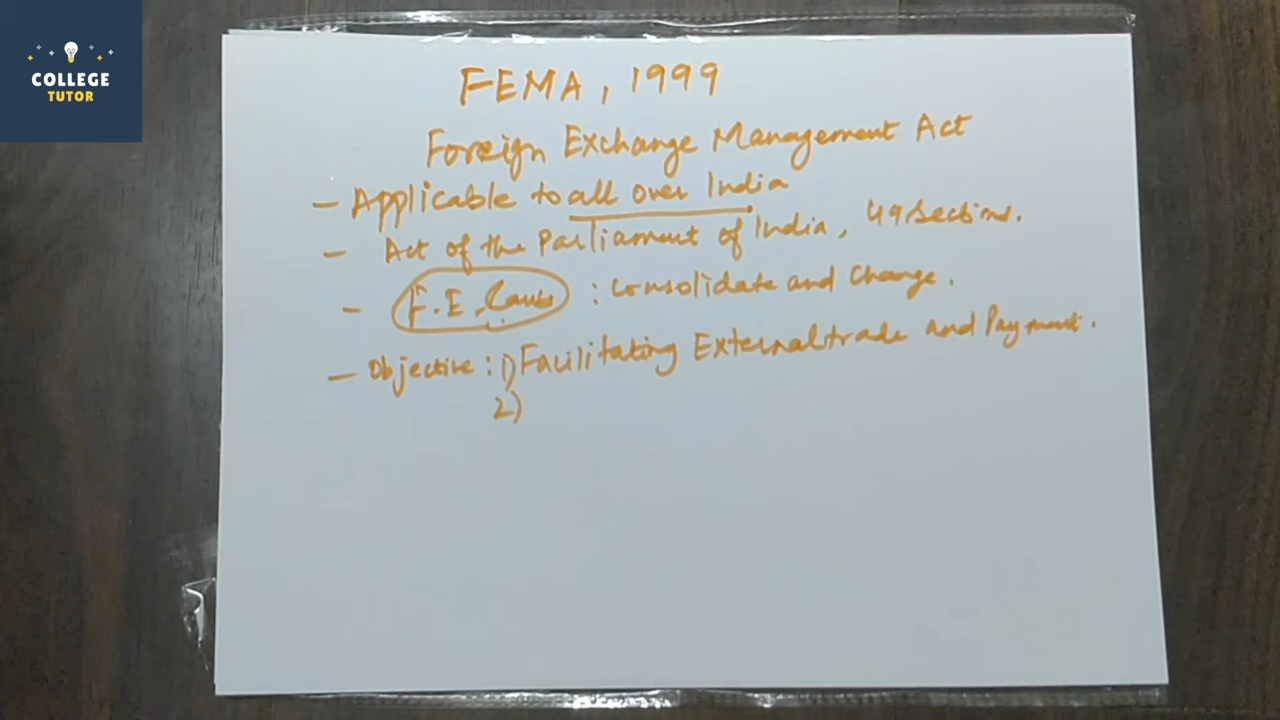 COLLEGE
TUTOR
FEMA, 1999
Foreign Exchange Management Act
- Applicable to all over India
- Act of the Parliament of India, 49 Sections.
- F.E. Laws : Consolidate and Change.
- Objective : 1) Facilitating External trade and Payment.
2)